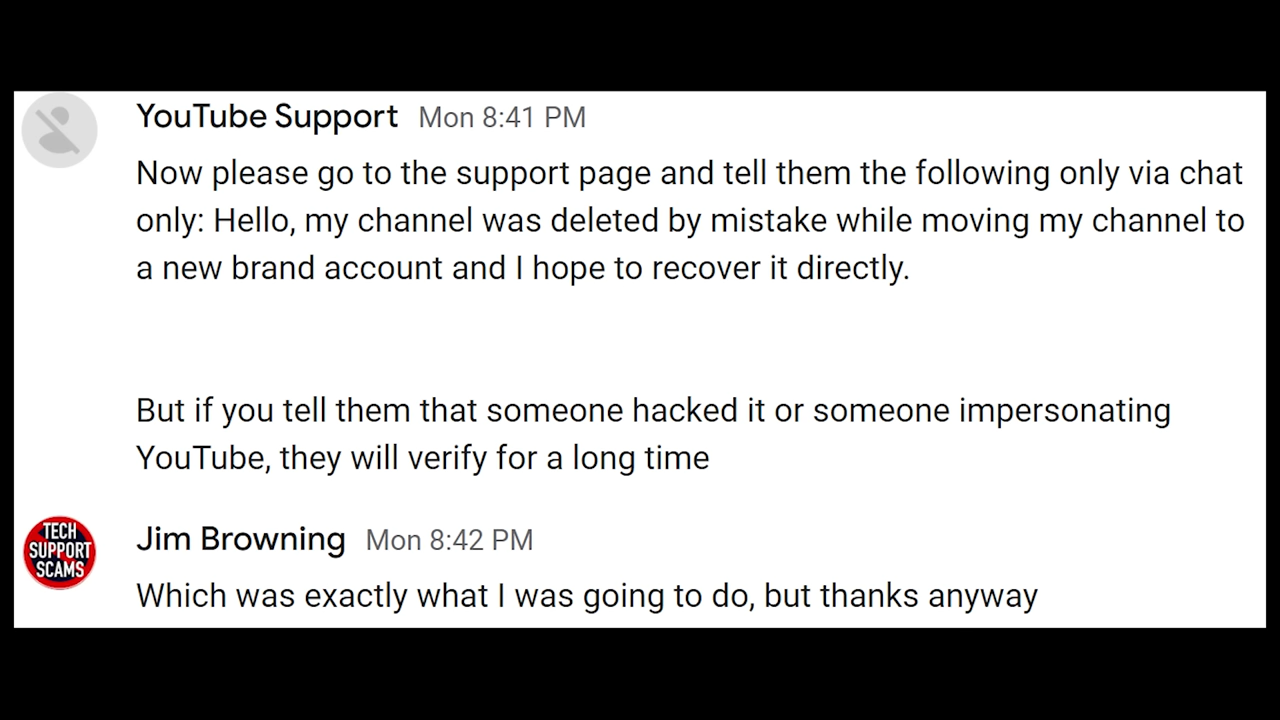 YouTube Support Mon 8:41 PM
Now please go to the support page and tell them the following only via chat
only: Hello, my channel was deleted by mistake while moving my channel to
a new brand account and I hope to recover it directly.
But if you tell them that someone hacked it or someone impersonating
YouTube, they will verify for a long time
TECH
SUPPORT
SCAMS
Jim Browning Mon 8:42 PM
Which was exactly what I was going to do, but thanks anyway